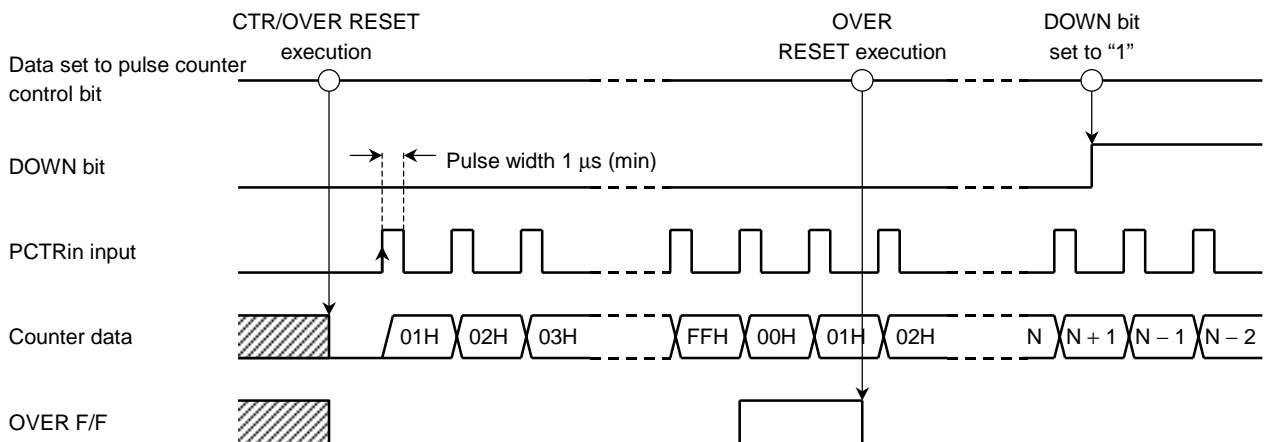 CTR/OVER RESET
execution
OVER
RESET execution
DOWN bit
set to “1”
Data set to pulse counter
control bit
DOWN bit
Pulse width 1 μs (min)
PCTRin input
Counter data
01H 02H 03H FFH 00H 01H 02H N N + 1 N − 1 N − 2
OVER F/F